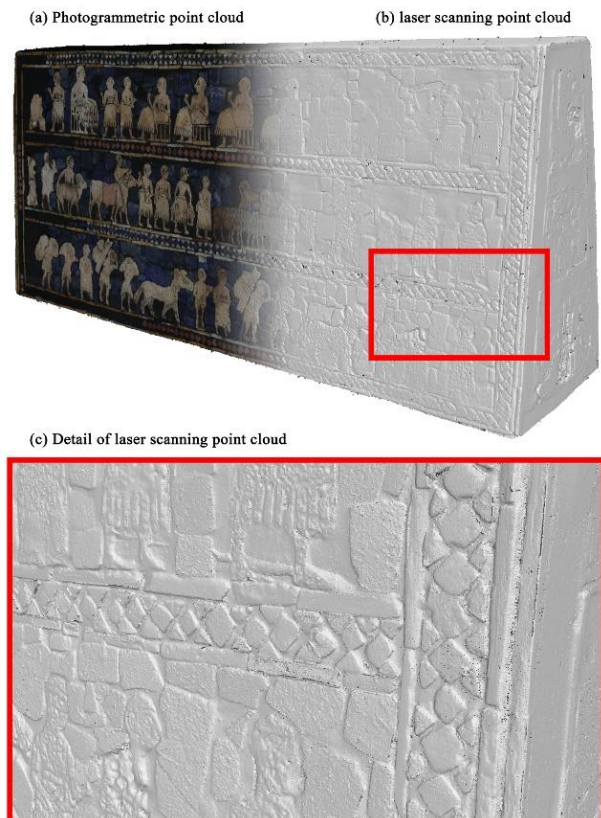 (a) Photogrammetric point cloud
(b) laser scanning point cloud
(c) Detail of laser scanning point cloud